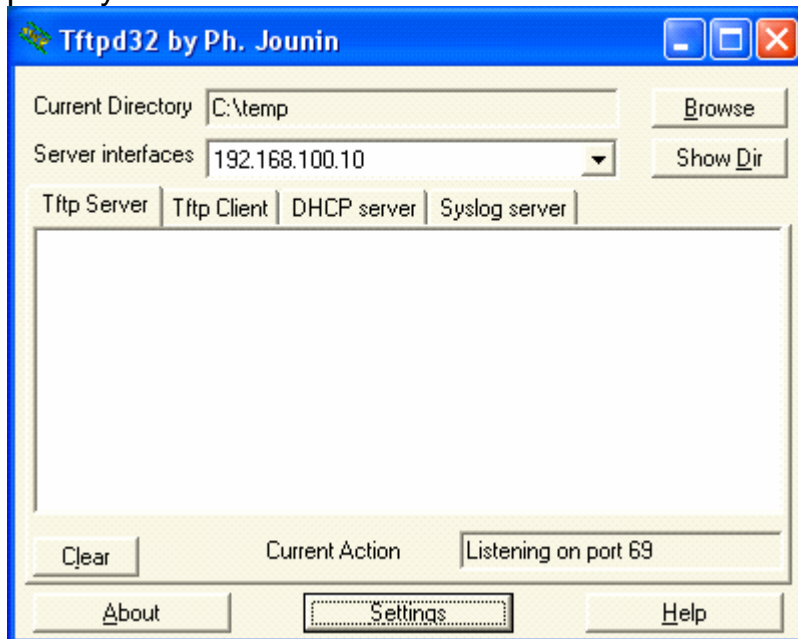 Tftpd32 by Ph. Jounin
Current Directory C:\temp Browse
Server interfaces 192.168.100.10 Show Dir
Tftp Server Tftp Client DHCP server Syslog server
Clear Current Action Listening on port 69
About Settings Help